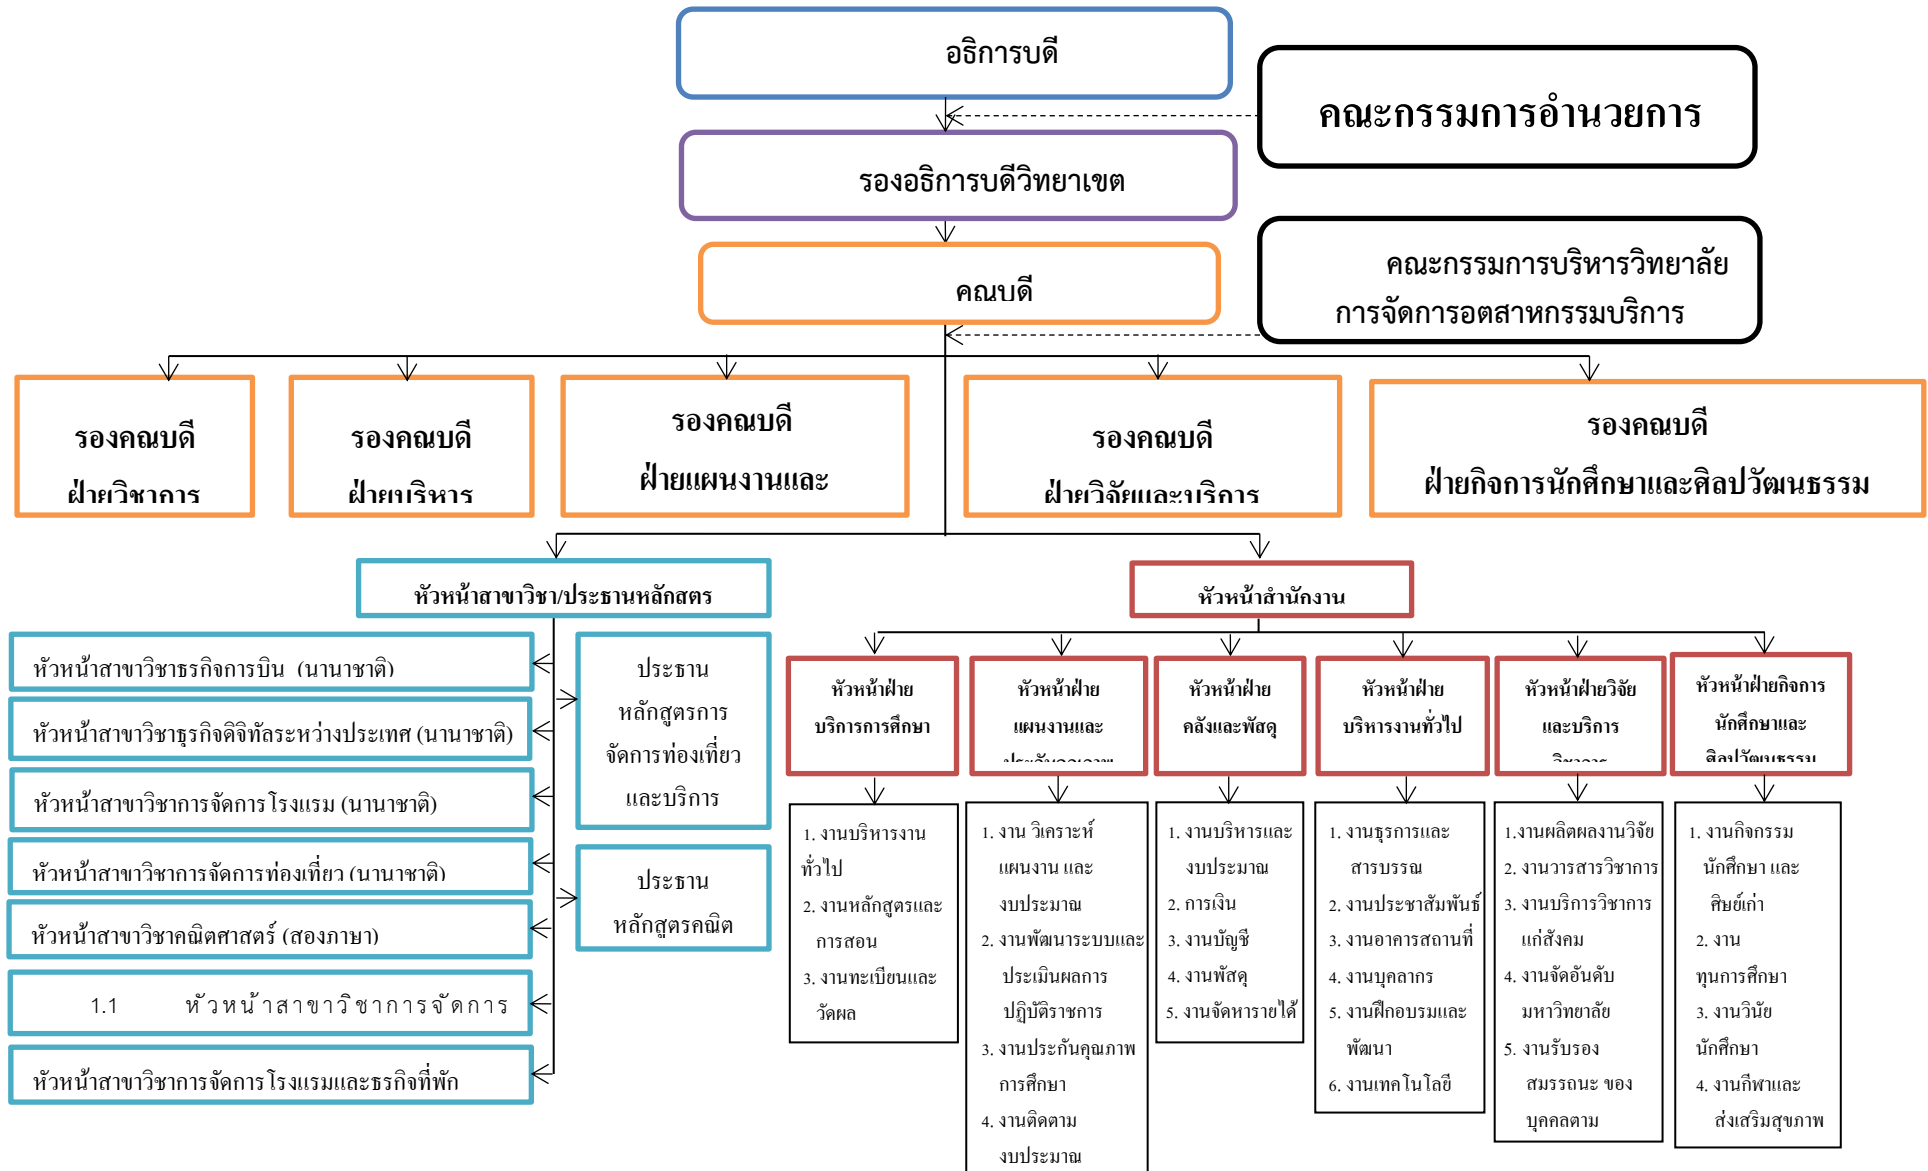 อธิการบดี
คณะกรรมการอำนวยการ
รองอธิการบดีวิทยาเขต
คณะกรรมการบริหารวิทยาลัย
การจัดการอตสาหกรรมบริการ
คณบดี
รองคณบดี
ฝ่ายวิชาการ
รองคณบดี
ฝ่ายบริหาร
รองคณบดี
ฝ่ายแผนงานและ
รองคณบดี
ฝ่ายวิจัยและบริการ
รองคณบดี
ฝ่ายกิจการนักศึกษาและศิลปวัฒนธรรม
หัวหน้าสาขาวิชา/ประธานหลักสตร
หัวหน้าสาขาวิชาธรกิจการบิน (นานาชาติ)
หัวหน้าสาขาวิชาธุรกิจดิจิทัลระหว่างประเทศ (นานาชาติ)
หัวหน้าสาขาวิชาการจัดการโรงแรม (นานาชาติ)
หัวหน้าสาขาวิชาการจัดการท่องเที่ยว (นานาชาติ)
หัวหน้าสาขาวิชาคณิตศาสตร์ (สองภาษา)
1.1 หัวหน้าสาขาวิชาการจัดการ
หัวหน้าสาขาวิชาการจัดการโรงแรมและธรกิจที่พัก
ประธาน
หลักสูตรการ
จัดการท่องเที่ยว
และบริการ
ประธาน
หลักสูตรคณิต
หัวหน้าสำนักงาน
หัวหน้าฝ่าย
บริการการศึกษา
1. งานบริหารงาน
ทั่วไป
2. งานหลักสูตรและ
การสอน
3. งานทะเบียนและ
วัดผล
หัวหน้าฝ่าย
แผนงานและ
ประกันคุณภาพ
1. งาน วิเคราะห์
แผนงาน และ
งบประมาณ
2. งานพัฒนาระบบและ
ประเมินผลการ
ปฏิบัติราชการ
3. งานประกันคุณภาพ
การศึกษา
4. งานติดตาม
งบประมาณ
หัวหน้าฝ่าย
คลังและพัสดุ
1. งานบริหารและ
งบประมาณ
2. การเงิน
3. งานบัญชี
4. งานพัสดุ
5. งานจัดหารายได้
หัวหน้าฝ่าย
บริหารงานทั่วไป
1. งานธุรการและ
สารบรรณ
2. งานประชาสัมพันธ์
3. งานอาคารสถานที่
4. งานบุคลากร
5. งานฝึกอบรมและ
พัฒนา
6. งานเทคโนโลยี
หัวหน้าฝ่ายวิจัย
และบริการ
วิชาการ
1.งานผลิตผลงานวิจัย
2. งานวารสารวิชาการ
3. งานบริการวิชาการ
แก่สังคม
4. งานจัดอันดับ
มหาวิทยาลัย
5. งานรับรอง
สมรรถนะ ของ
บุคคลตาม
หัวหน้าฝ่ายกิจการ
นักศึกษาและ
ศิลปวัฒนธรรม
1. งานกิจกรรม
นักศึกษา และ
ศิษย์เก่า
2. งาน
ทุนการศึกษา
3. งานวินัย
นักศึกษา
4. งานกีฬาและ
ส่งเสริมสุขภาพ